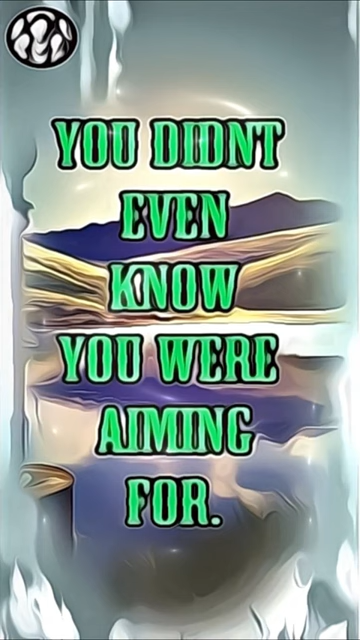 YOU DIDNT
EVEN
KNOW
YOU WERE
AIMING
FOR.